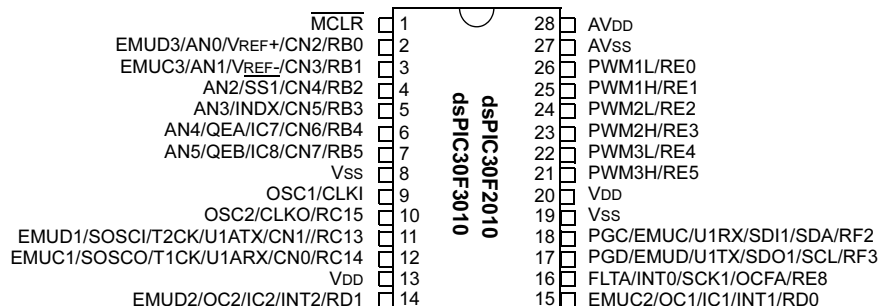 MCLR 1 28 AVDD
EMUD3/AN0/VREF+/CN2/RB0 2 27 AVSS
EMUC3/AN1/VREF-/CN3/RB1 3 26 PWM1L/RE0
AN2/SS1/CN4/RB2 4 25 PWM1H/RE1
AN3/INDX/CN5/RB3 5 24 PWM2L/RE2
AN4/QEA/IC7/CN6/RB4 6 23 PWM2H/RE3
AN5/QEB/IC8/CN7/RB5 7 22 PWM3L/RE4
VSS 8 21 PWM3H/RE5
OSC1/CLKI 9 20 VDD
OSC2/CLKO/RC15 10 19 VSS
EMUD1/SOSCI/T2CK/U1ATX/CN1//RC13 11 18 PGC/EMUC/U1RX/SDI1/SDA/RF2
EMUC1/SOSCO/T1CK/U1ARX/CN0/RC14 12 17 PGD/EMUD/U1TX/SDO1/SCL/RF3
VDD 13 16 FLTA/INT0/SCK1/OCFA/RE8
EMUD2/OC2/IC2/INT2/RD1 14 15 EMUC2/OC1/IC1/INT1/RD0
dsPIC30F2010
dsPIC30F3010